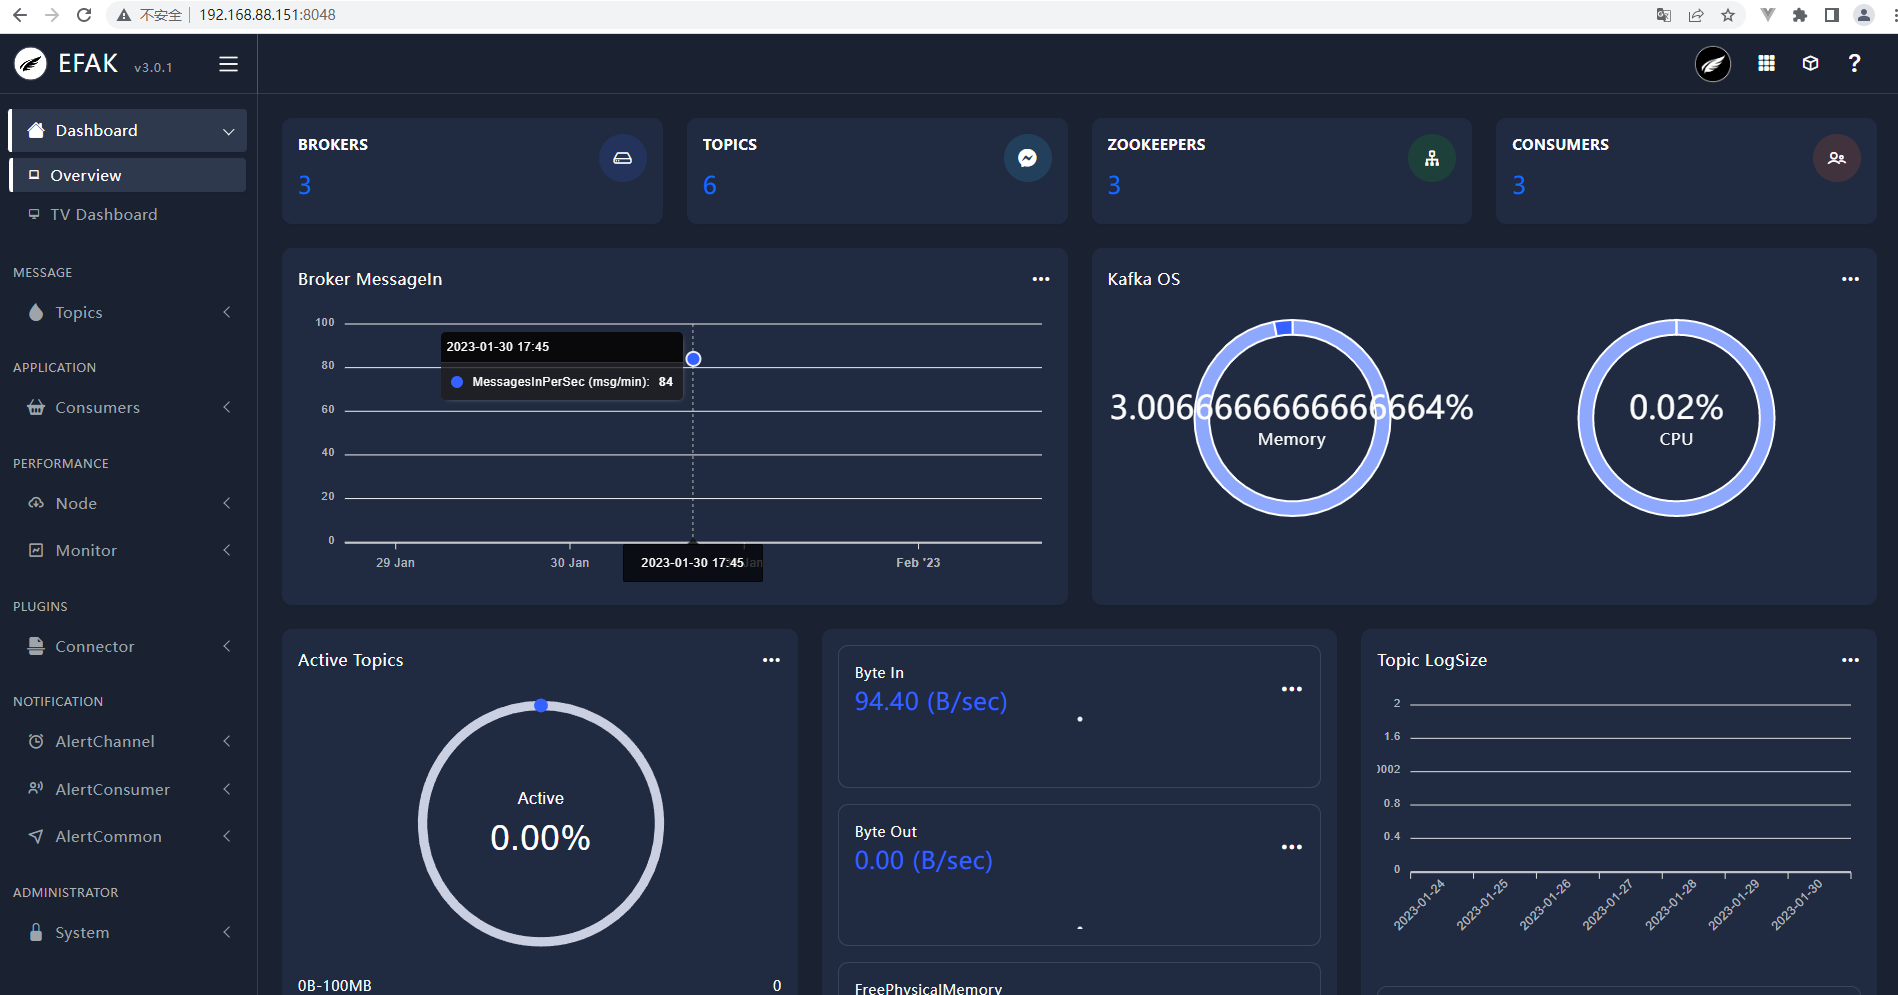 不安全 192.168.88.151:8048
EFAK v3.0.1
Dashboard
Overview
TV Dashboard
MESSAGE
Topics
APPLICATION
Consumers
PERFORMANCE
Node
Monitor
PLUGINS
Connector
NOTIFICATION
AlertChannel
AlertConsumer
AlertCommon
ADMINISTRATOR
System
BROKERS
3
TOPICS
6
ZOOKEEPERS
3
CONSUMERS
3
Broker MessageIn
100
80
60
40
20
0
2023-01-30 17:45
MessagesInPerSec (msg/min): 84
29 Jan
30 Jan
2023-01-30 17:45
Feb '23
Kafka OS
3.0066666666666664%
Memory
0.02%
CPU
Active Topics
Active
0.00%
0B-100MB 0
Byte In
94.40 (B/sec)
Byte Out
0.00 (B/sec)
FreePhysicalMemory
Topic LogSize
2
1.6
0002
0.8
0.4
0
2023-01-24
2023-01-25
2023-01-26
2023-01-27
2023-01-28
2023-01-29
2023-01-30